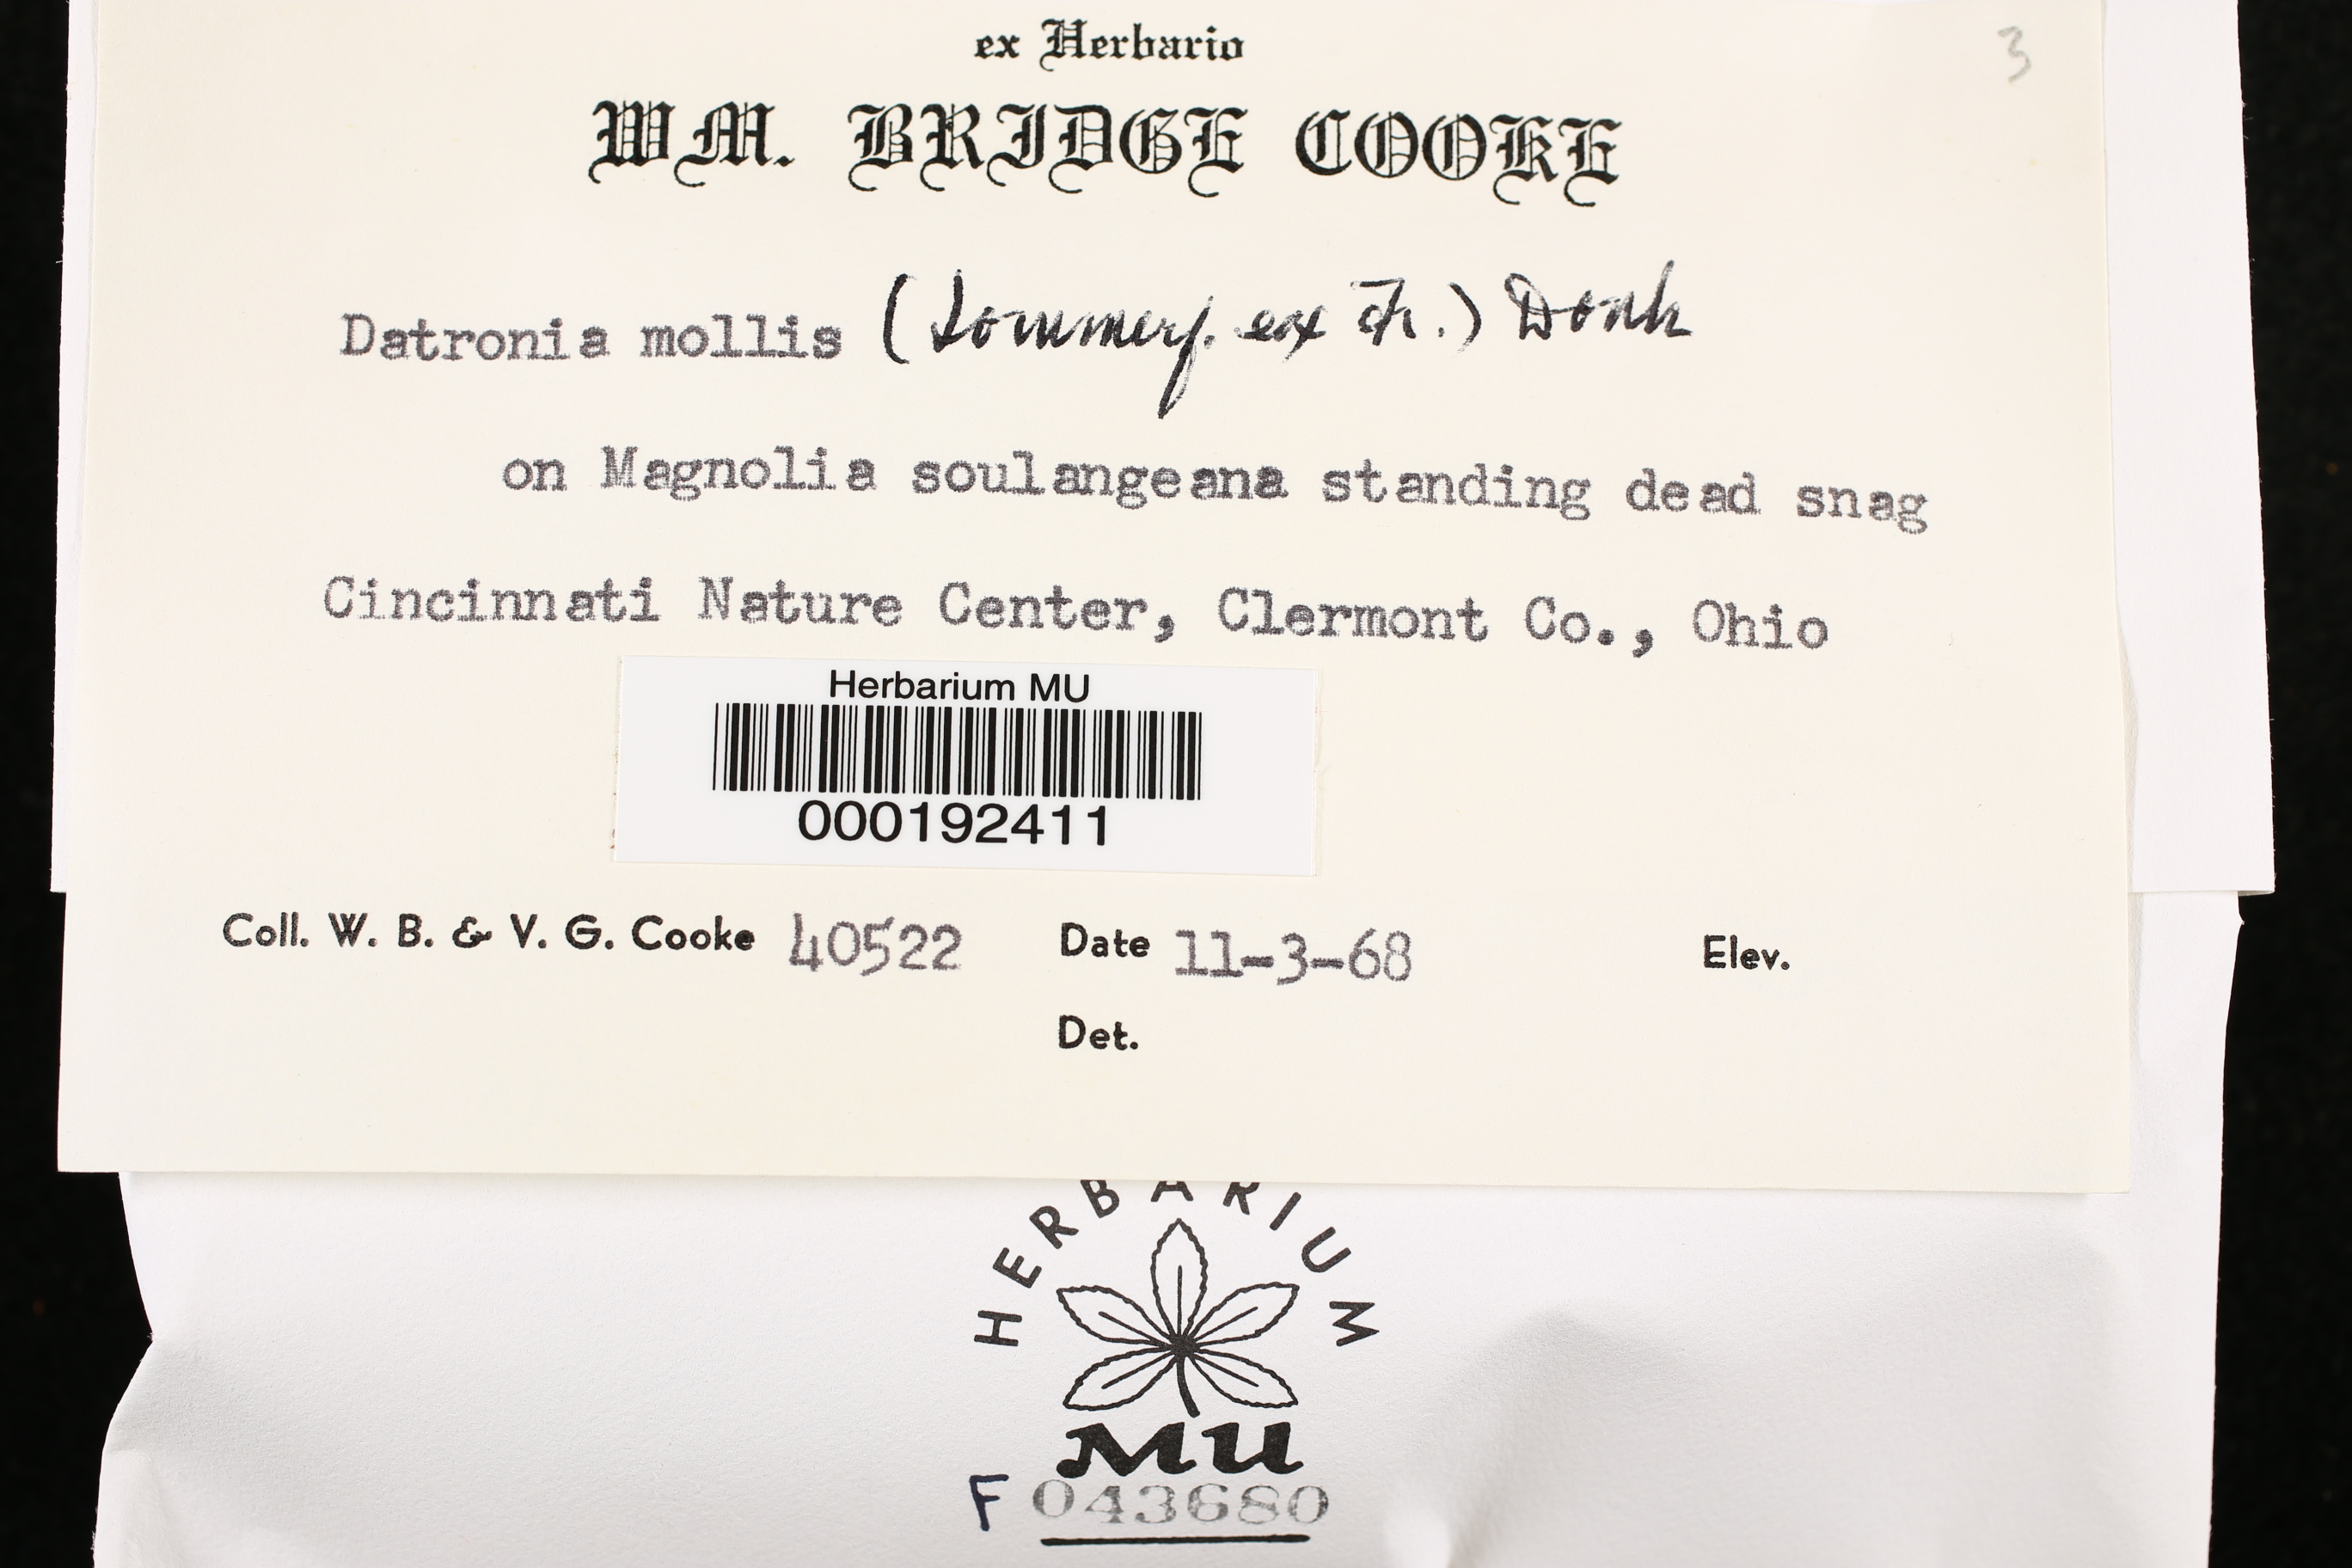 ex Herbario
3
WM. BRIDGE COOKE
Datronia mollis (Sommerf. ex Fr.) Donk
on Magnolia soulangeana standing dead snag
Cincinnati Nature Center, Clermont Co., Ohio
Herbarium MU
000192411
Coll. W. B. & V. G. Cooke 40522 Date 11-3-68 Elev.
Det.
HERBARIUM
MU
F 043680